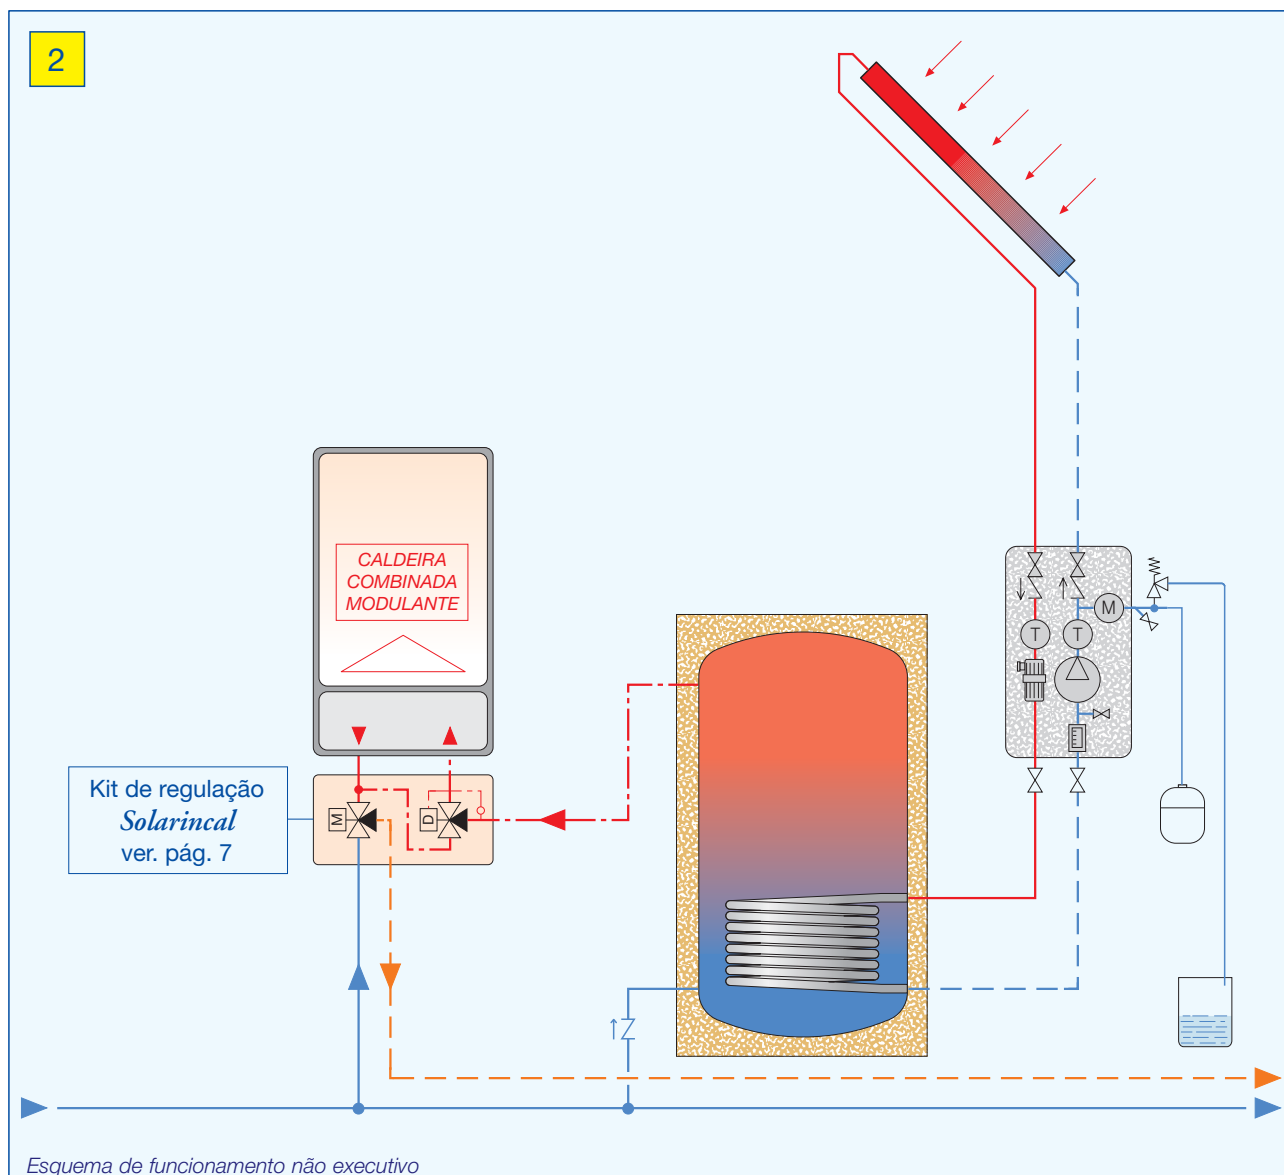 2
CALDEIRA
COMBINADA
MODULANTE
M
T
T
Kit de regulação
Solarincal
ver. pág. 7
M
D
Esquema de funcionamento não executivo